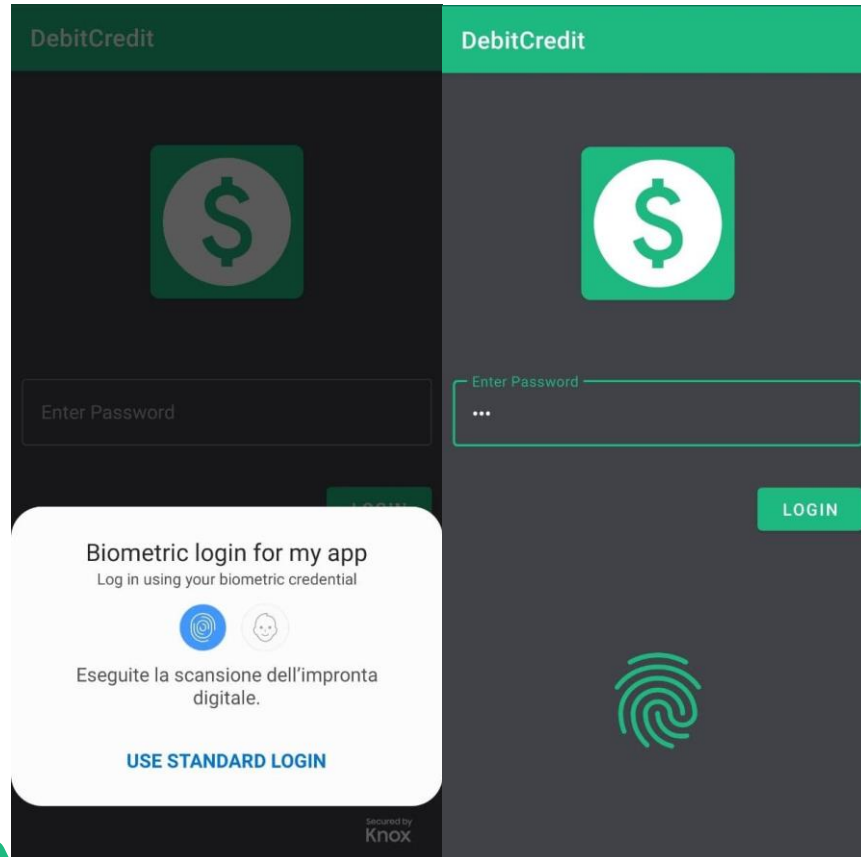 DebitCredit
$
Enter Password
LOGIN
Biometric login for my app
Log in using your biometric credential
Eseguite la scansione dell'impronta
digitale.
USE STANDARD LOGIN
Secured by
Knox
DebitCredit
$
Enter Password
•••
LOGIN